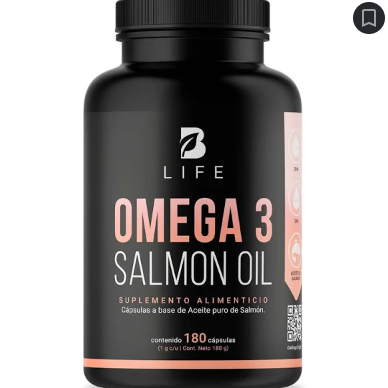 B
LIFE
OMEGA 3
SALMON OIL
SUPLEMENTO ALIMENTICIO
Cápsulas a base de Aceite puro de Salmón.
contenido 180 cápsulas
(1 g c/u | Cont. Neto 180 g)